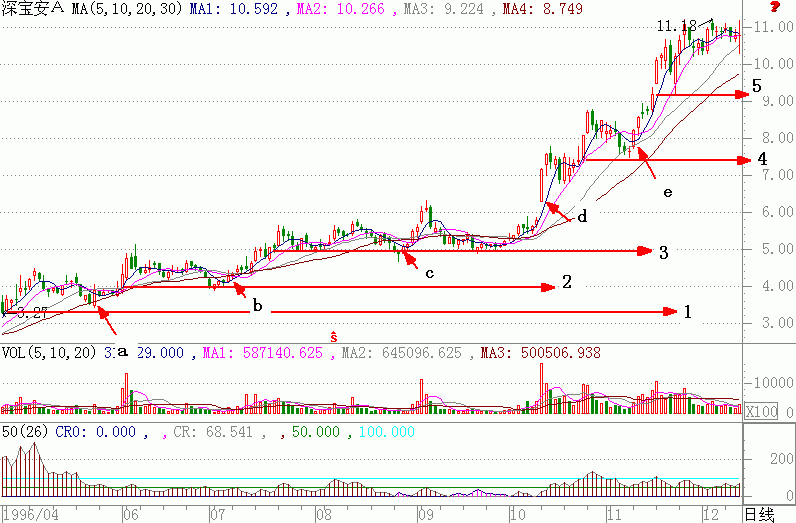 深宝安A MA(5,10,20,30) MA1: 10.592 , MA2: 10.266 , MA3: 9.224 , MA4: 8.749
?
11.18
11.00
10.00
5
9.00
8.00
4
7.00
e
d
6.00
5.00
3
c
4.00
2
b
3.27
1
3.00
a
ŝ
VOL(5,10,20) 3 29.000 , MA1: 587140.625 , MA2: 645096.625 , MA3: 500506.938
10000
X100
0
50(26) CR0: 0.000 , , CR: 68.541 , , 50.000 , 100.000
200
0
1996/04 06 07 08 09 10 11 12 日线